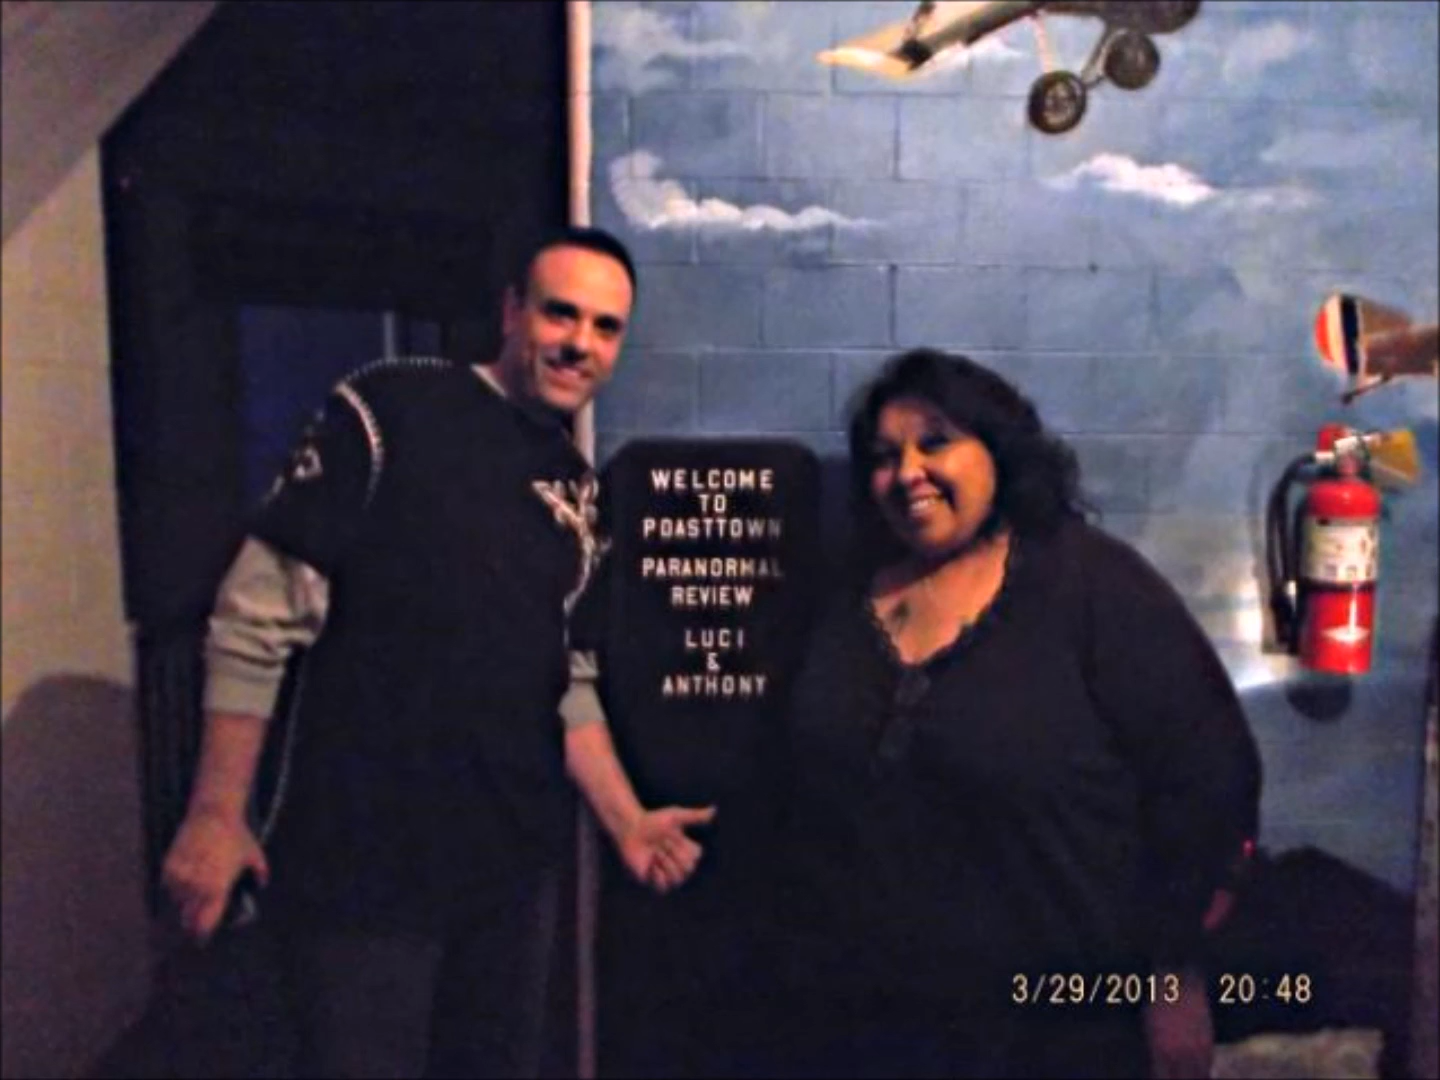 WELCOME
TO
POASTTOWN
PARANORMAL
REVIEW
LUCI
&
ANTHONY
3/29/2013 20:48